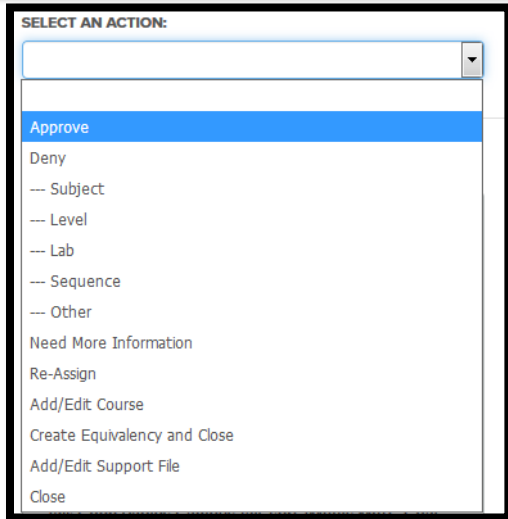 SELECT AN ACTION:
Approve
Deny
--- Subject
--- Level
--- Lab
--- Sequence
--- Other
Need More Information
Re-Assign
Add/Edit Course
Create Equivalency and Close
Add/Edit Support File
Close